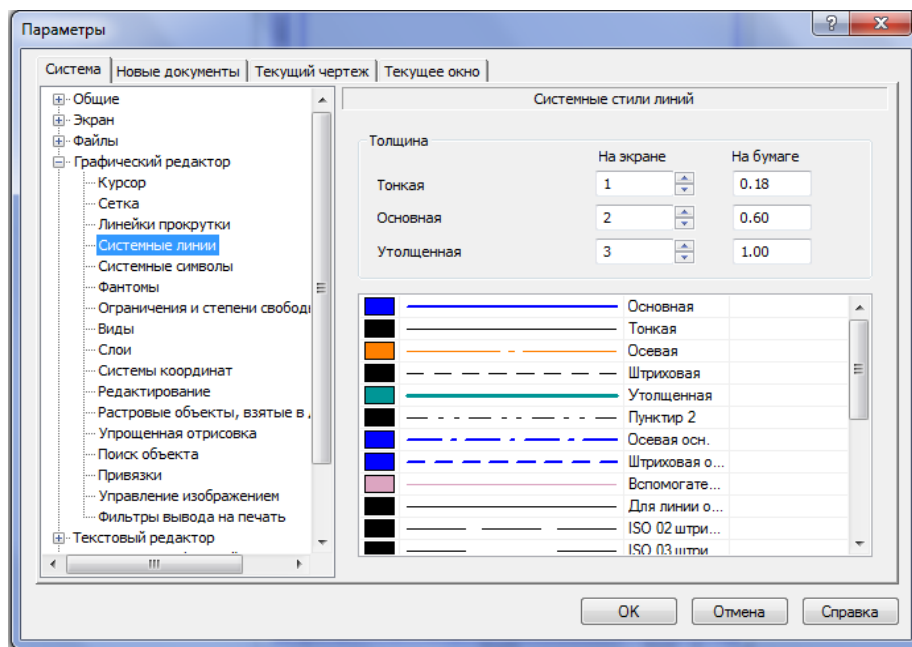 Параметры
Система
Новые документы
Текущий чертеж
Текущее окно
Общие
Экран
Файлы
Графический редактор
Курсор
Сетка
Линейки прокрутки
Системные линии
Системные символы
Фантомы
Ограничения и степени свободы
Виды
Слои
Системы координат
Редактирование
Растровые объекты, взятые в
Упрощенная отрисовка
Поиск объекта
Привязки
Управление изображением
Фильтры вывода на печать
Текстовый редактор
Системные стили линий
Толщина
На экране На бумаге
Тонкая 1 0.18
Основная 2 0.60
Утолщенная 3 1.00
Основная
Тонкая
Осевая
Штриховая
Утолщенная
Пунктир 2
Осевая осн.
Штриховая о...
Вспомогате...
Для линии о...
ISO 02 штри...
ISO 03 штри
OK
Отмена
Справка